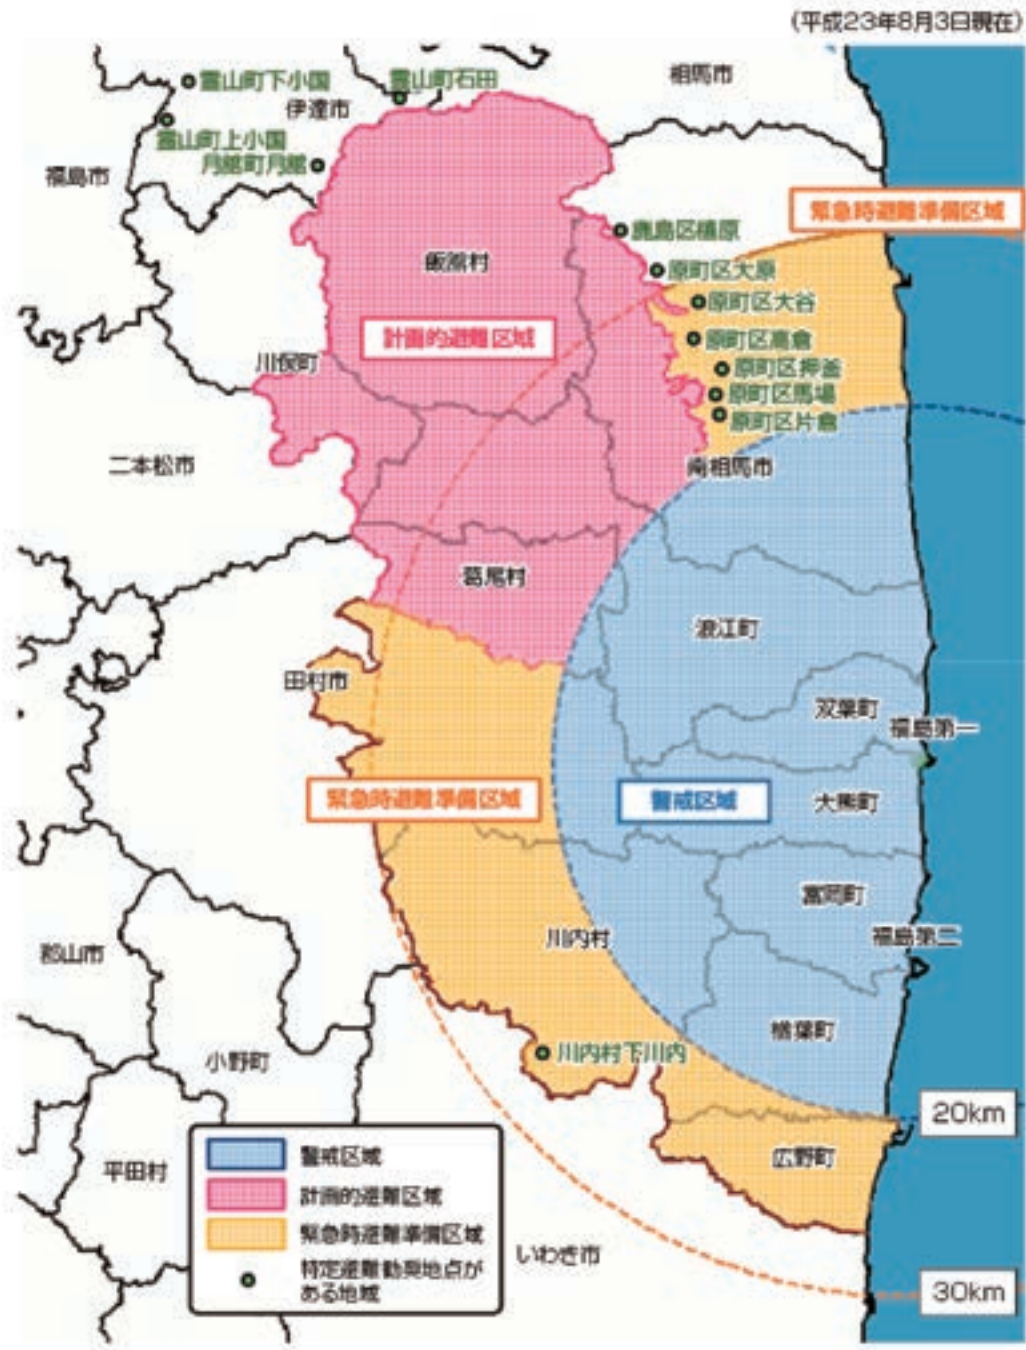 (平成23年8月3日現在)
霊山町下小国
霊山町石田
相馬市
伊達市
霊山町上小国
月舘町月舘
福島市
緊急時避難準備区域
鹿島区橲原
飯舘村
原町区大原
原町区大谷
計画的避難区域
原町区高倉
川俣町
原町区押釜
原町区馬場
原町区片倉
二本松市
南相馬市
葛尾村
浪江町
田村市
双葉町
福島第一
緊急時避難準備区域
警戒区域
大熊町
富岡町
川内村
福島第二
郡山市
楢葉町
小野町
川内村下川内
20km
平田村
広野町
警戒区域
計画的避難区域
緊急時避難準備区域
特定避難勧奨地点が
ある地域
いわき市
30km